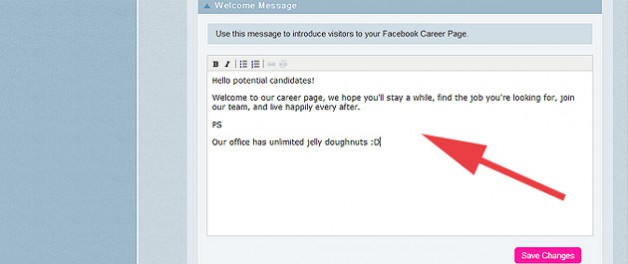 Welcome Message
Use this message to introduce visitors to your Facebook Career Page.
B I
Hello potential candidates!
Welcome to our career page, we hope you'll stay a while, find the job you're looking for, join
our team, and live happily every after.
PS
Our office has unlimited jelly doughnuts :D
Save Changes